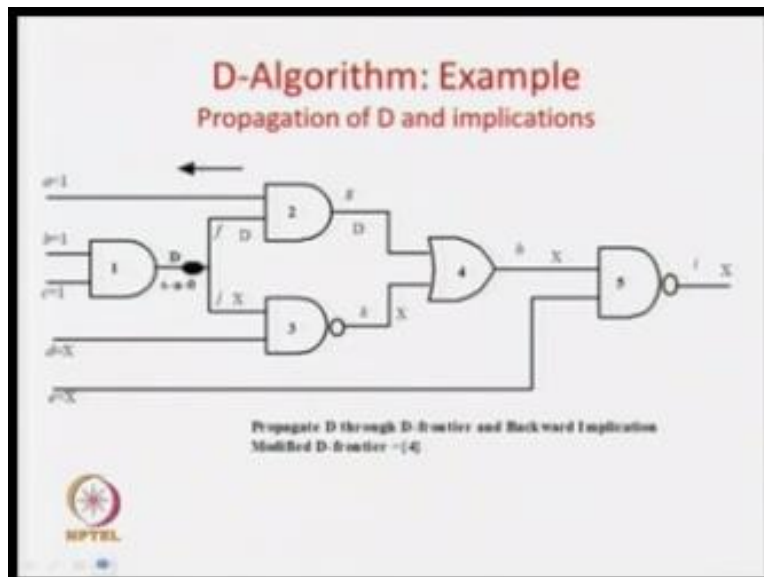 D-Algorithm: Example
Propagation of D and implications
a=1
g
2
f D
D
b=1
D
h X
i X
1
4
5
c=1
s-a-0
j X
k X
3
d=X
e=X
Propagate D through D-frontier and Backward Implication
Modified D-frontier ={4}
NPTEL